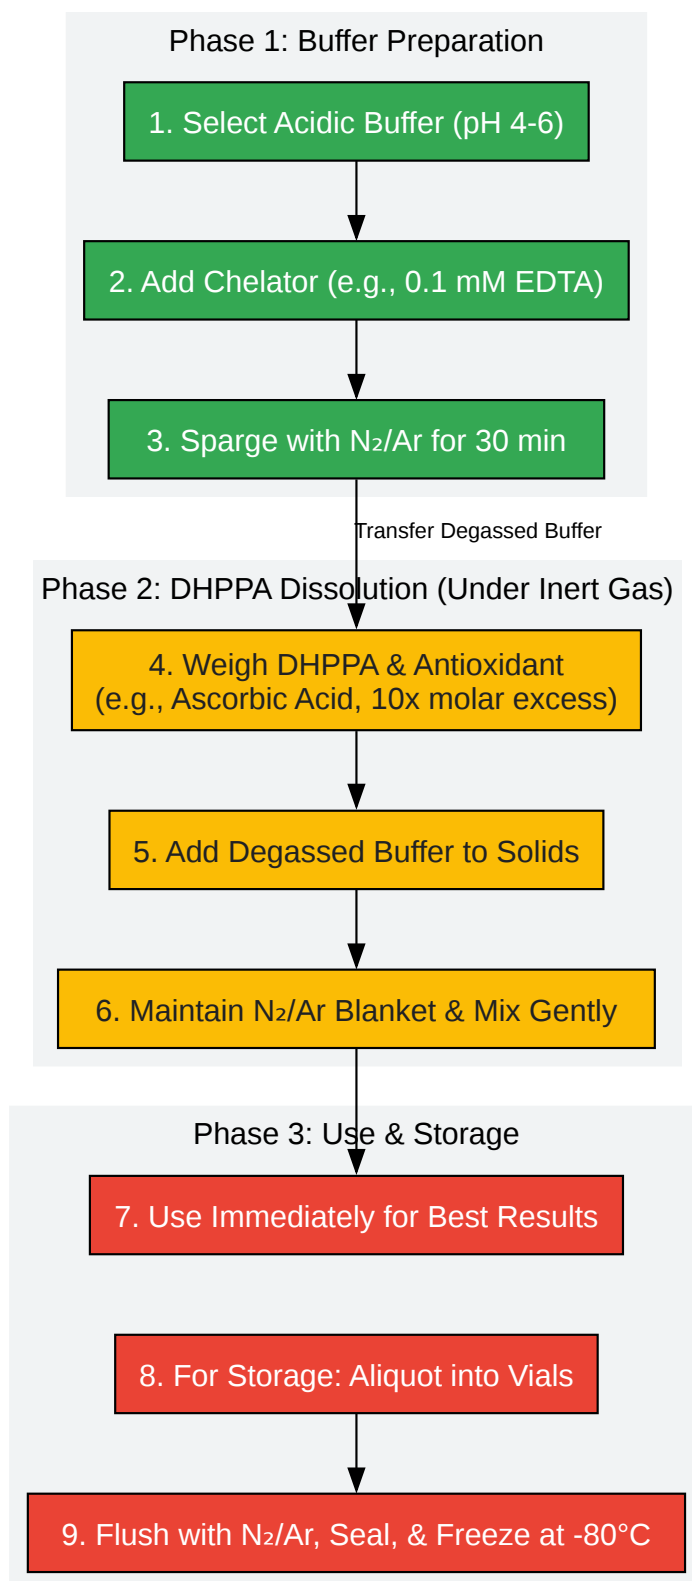 Phase 1: Buffer Preparation
1. Select Acidic Buffer (pH 4-6)
2. Add Chelator (e.g., 0.1 mM EDTA)
3. Sparge with N₂/Ar for 30 min
Transfer Degassed Buffer
Phase 2: DHPPA Dissolution (Under Inert Gas)
4. Weigh DHPPA & Antioxidant
(e.g., Ascorbic Acid, 10x molar excess)
5. Add Degassed Buffer to Solids
6. Maintain N₂/Ar Blanket & Mix Gently
Phase 3: Use & Storage
7. Use Immediately for Best Results
8. For Storage: Aliquot into Vials
9. Flush with N₂/Ar, Seal, & Freeze at -80°C